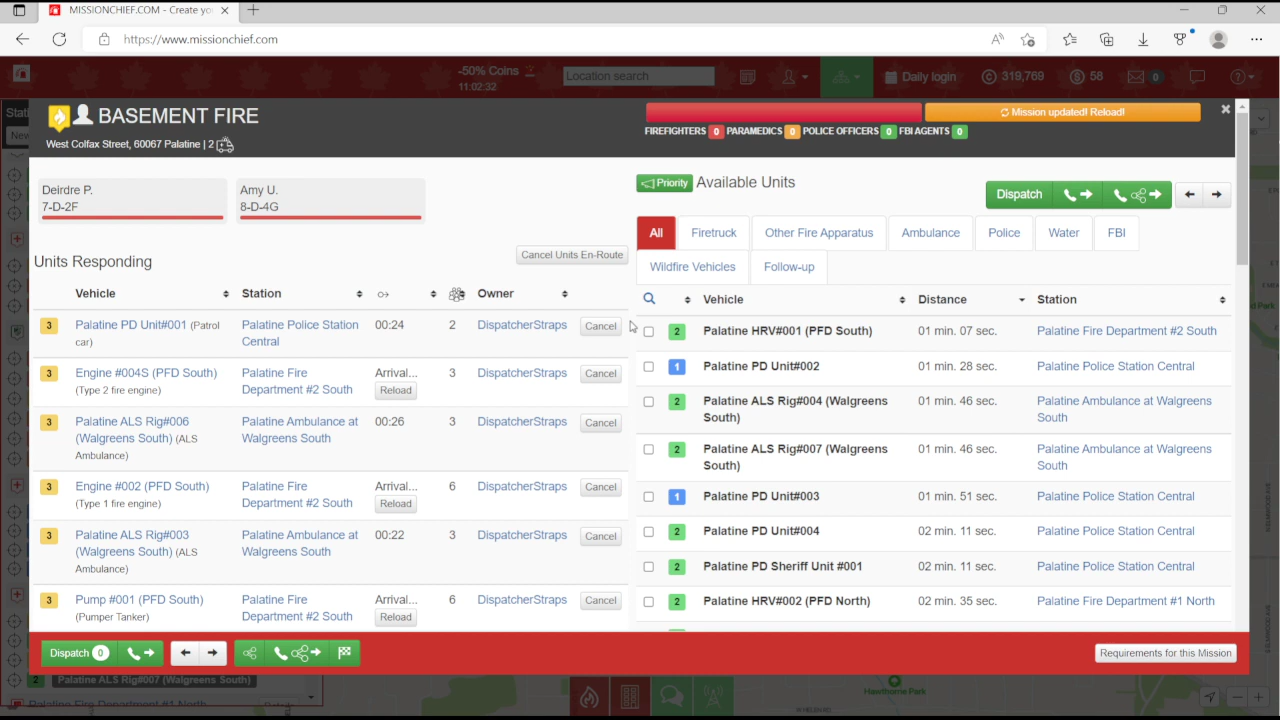 MISSIONCHIEF.COM - Create yo
https://www.missionchief.com
-50% Coins
11:02:32
Location search
Daily login
319,769
58
0
BASEMENT FIRE
West Colfax Street, 60067 Palatine | 2
Mission updated! Reload!
FIREFIGHTERS 0 PARAMEDICS 0 POLICE OFFICERS 0 FBI AGENTS 0
Deirdre P.
7-D-2F
Amy U.
8-D-4G
Priority Available Units
Dispatch
All Firetruck Other Fire Apparatus Ambulance Police Water FBI
Wildfire Vehicles Follow-up
Units Responding
Cancel Units En-Route
Vehicle Station Owner
3 Palatine PD Unit#001 (Patrol car) Palatine Police Station Central 00:24 2 DispatcherStraps Cancel
3 Engine #004S (PFD South) (Type 2 fire engine) Palatine Fire Department #2 South Arrival... Reload 3 DispatcherStraps Cancel
3 Palatine ALS Rig#006 (Walgreens South) (ALS Ambulance) Palatine Ambulance at Walgreens South 00:26 3 DispatcherStraps Cancel
3 Engine #002 (PFD South) (Type 1 fire engine) Palatine Fire Department #2 South Arrival... Reload 6 DispatcherStraps Cancel
3 Palatine ALS Rig#003 (Walgreens South) (ALS Ambulance) Palatine Ambulance at Walgreens South 00:22 3 DispatcherStraps Cancel
3 Pump #001 (PFD South) (Pumper Tanker) Palatine Fire Department #2 South Arrival... Reload 6 DispatcherStraps Cancel
Vehicle Distance Station
2 Palatine HRV#001 (PFD South) 01 min. 07 sec. Palatine Fire Department #2 South
1 Palatine PD Unit#002 01 min. 28 sec. Palatine Police Station Central
2 Palatine ALS Rig#004 (Walgreens South) 01 min. 46 sec. Palatine Ambulance at Walgreens South
2 Palatine ALS Rig#007 (Walgreens South) 01 min. 46 sec. Palatine Ambulance at Walgreens South
1 Palatine PD Unit#003 01 min. 51 sec. Palatine Police Station Central
2 Palatine PD Unit#004 02 min. 11 sec. Palatine Police Station Central
2 Palatine PD Sheriff Unit #001 02 min. 11 sec. Palatine Police Station Central
2 Palatine HRV#002 (PFD North) 02 min. 35 sec. Palatine Fire Department #1 North
Dispatch 0
Requirements for this Mission
2 Palatine ALS Rig#007 (Walgreens South)
Palatine Fire Department #1 North
Hawthorne Park